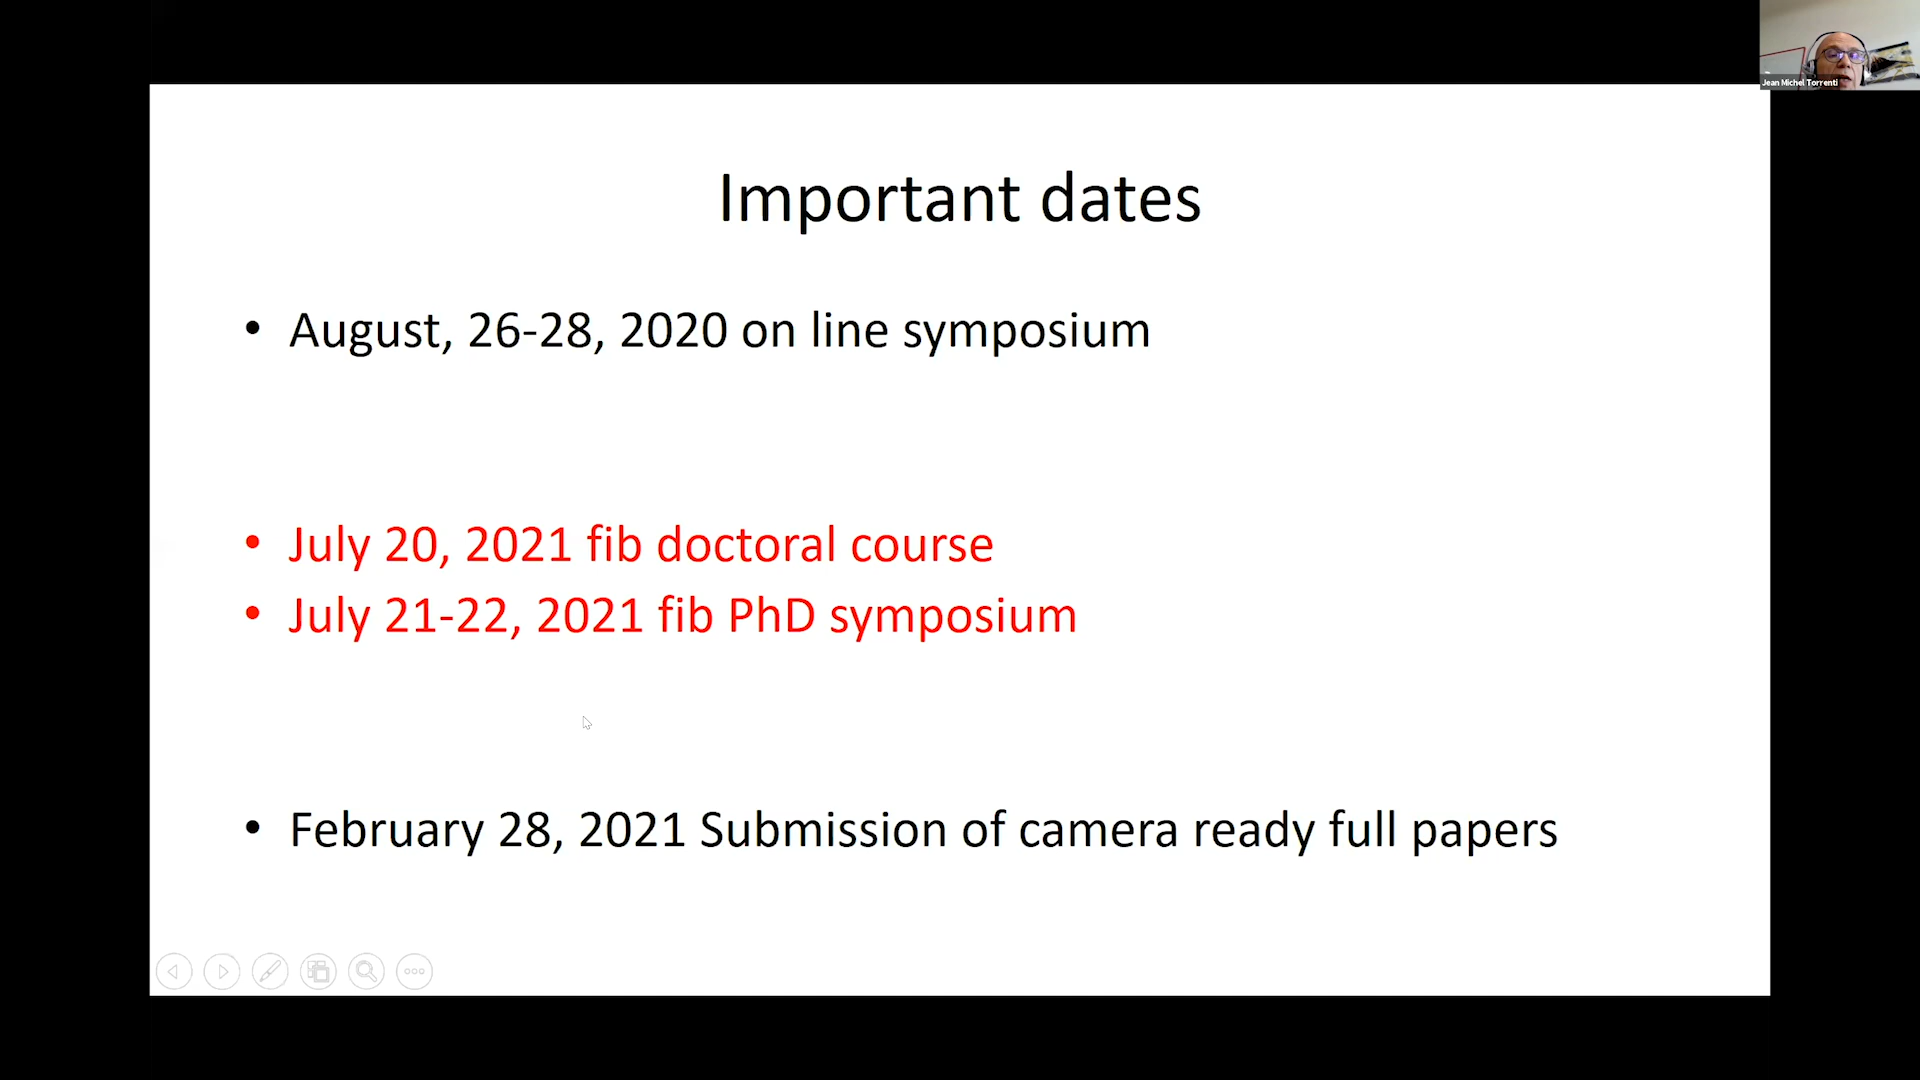 Jean Michel Torrenti
Important dates
• August, 26-28, 2020 on line symposium
• July 20, 2021 fib doctoral course
• July 21-22, 2021 fib PhD symposium
• February 28, 2021 Submission of camera ready full papers